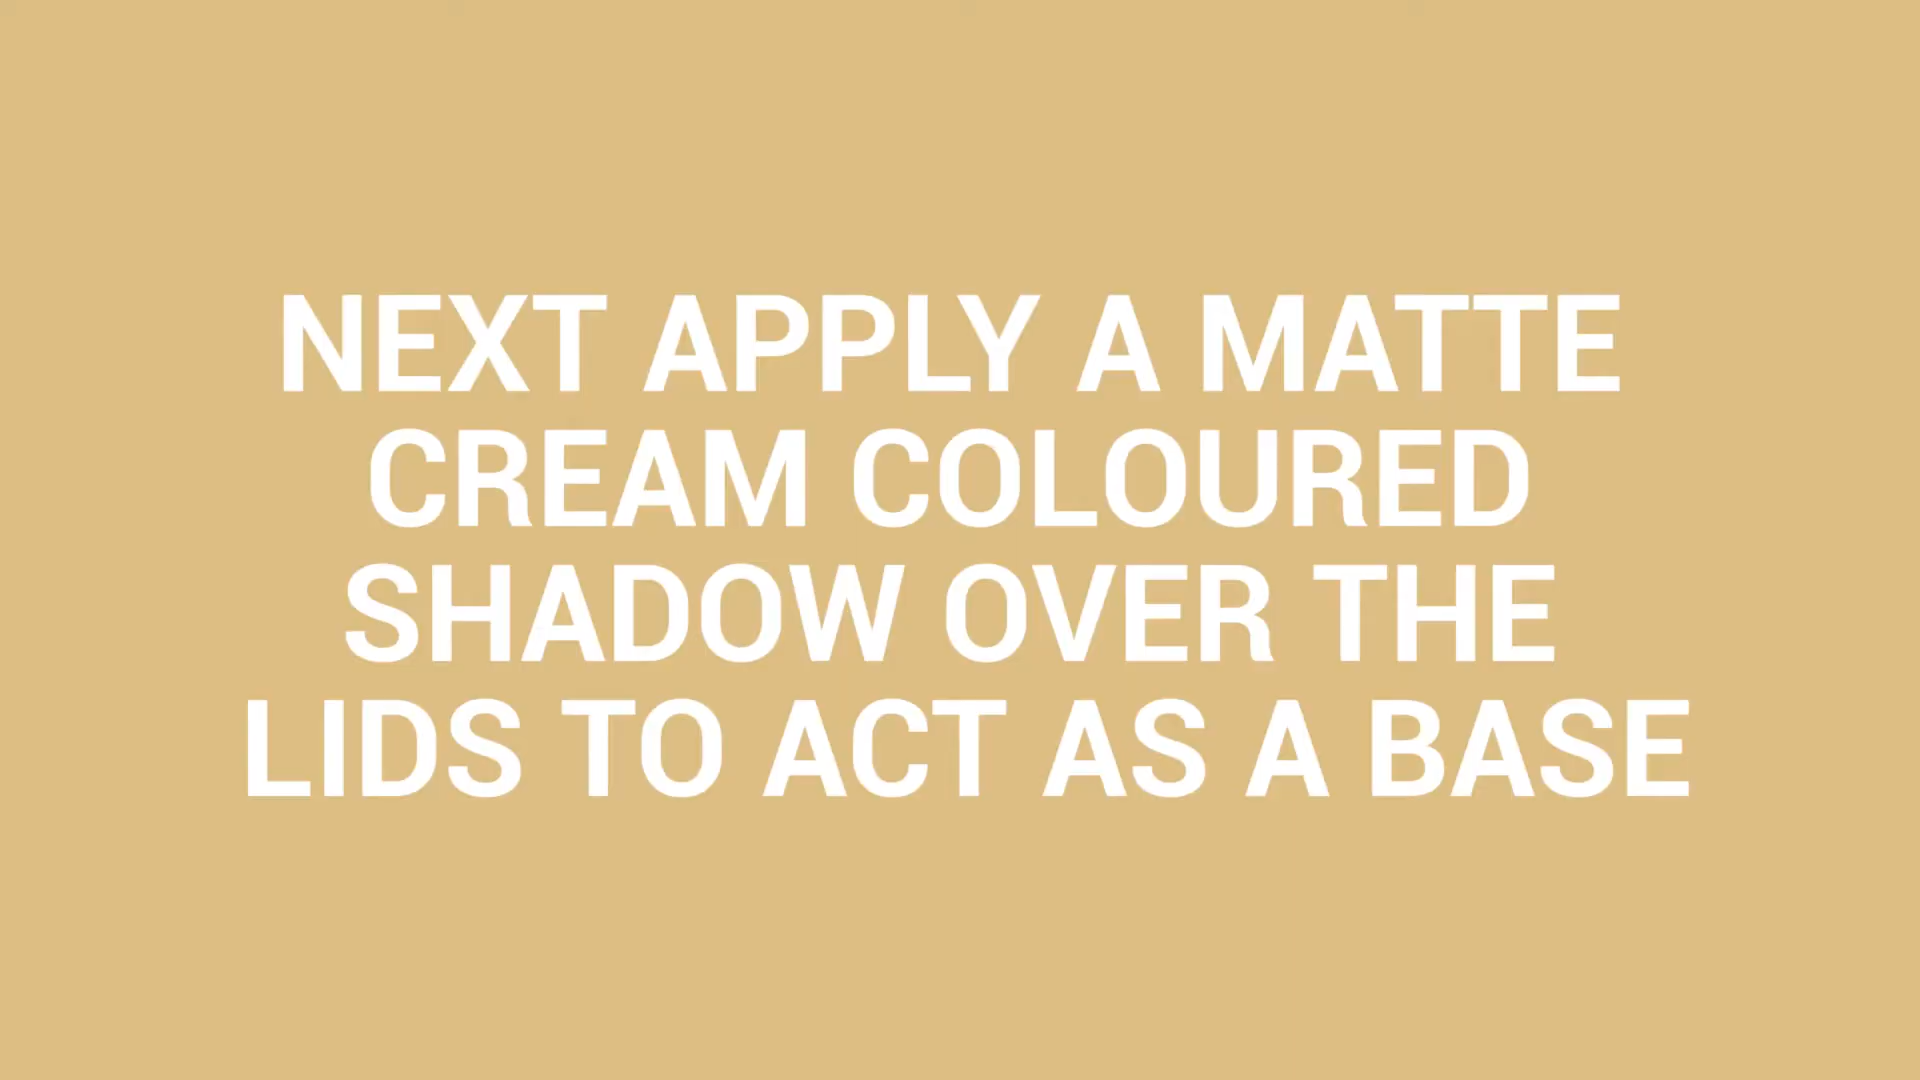 NEXT APPLY A MATTE
CREAM COLOURED
SHADOW OVER THE
LIDS TO ACT AS A BASE